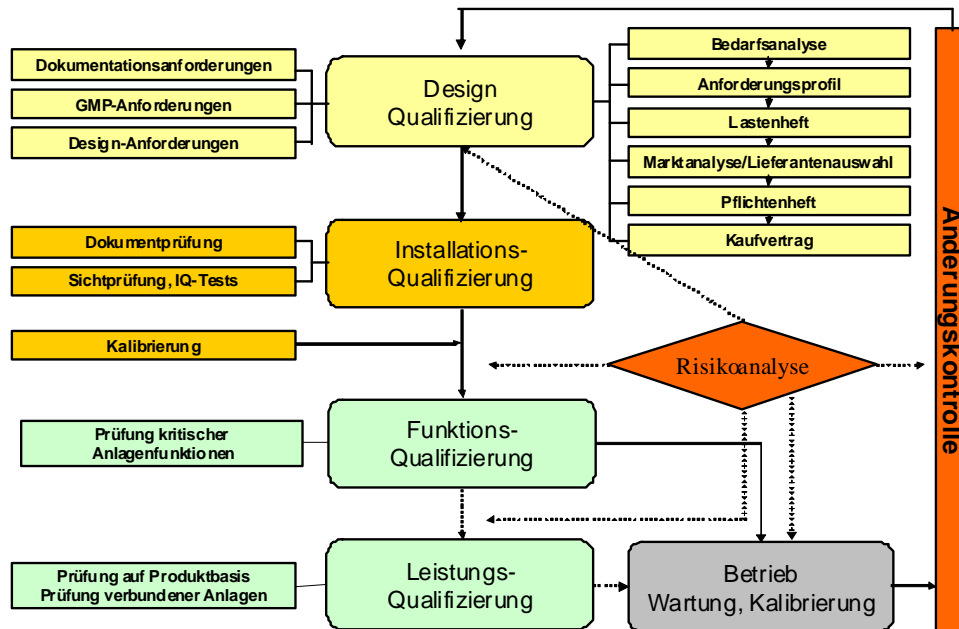 Dokumentationsanforderungen
GMP-Anforderungen
Design-Anforderungen
Design
Qualifizierung
Bedarfsanalyse
Anforderungsprofil
Lastenheft
Marktanalyse/Lieferantenauswahl
Pflichtenheft
Kaufvertrag
Änderungskontrolle
Dokumentprüfung
Sichtprüfung, IQ-Tests
Installations-
Qualifizierung
Kalibrierung
Risikoanalyse
Prüfung kritischer
Anlagenfunktionen
Funktions-
Qualifizierung
Prüfung auf Produktbasis
Prüfung verbundener Anlagen
Leistungs-
Qualifizierung
Betrieb
Wartung, Kalibrierung